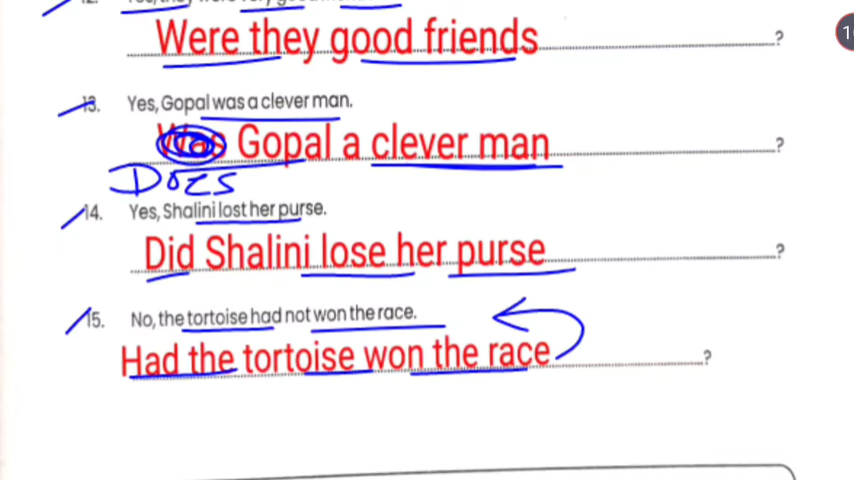 Were they good friends ?
13. Yes, Gopal was a clever man.
Was Gopal a clever man ?
Does
14. Yes, Shalini lost her purse.
Did Shalini lose her purse ?
15. No, the tortoise had not won the race.
Had the tortoise won the race ?